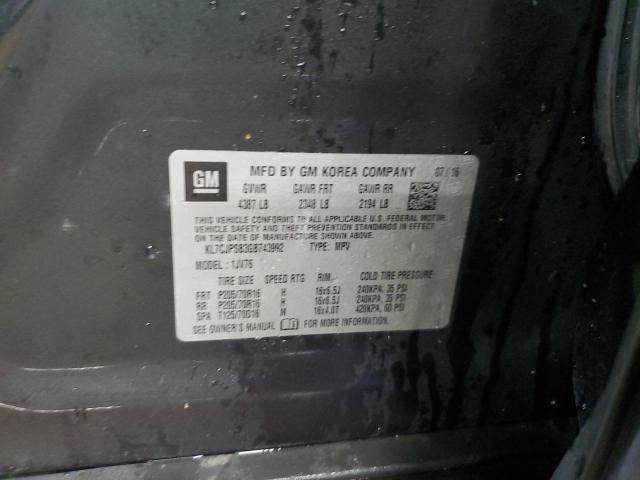 GM
MFD BY GM KOREA COMPANY 07/16
GVWR GAWR FRT GAWR RR
4387 LB 2348 LB 2194 LB
THIS VEHICLE CONFORMS TO ALL APPLICABLE U.S. FEDERAL MOTOR
VEHICLE SAFETY AND THEFT PREVENTION STANDARDS IN EFFECT ON
THE DATE OF MANUFACTURE SHOWN ABOVE.
KL7CJPSB3GB743992 TYPE: MPV
MODEL: 1JV76
TIRE SIZE SPEED RTG RIM COLD TIRE PRESSURE
FRT P205/70R16 H 16x6.5J 240KPA, 35 PSI
RR P205/70R16 H 16x6.5J 240KPA, 35 PSI
SPA T125/70D16 M 16x4.0T 420KPA, 60 PSI
SEE OWNER'S MANUAL FOR MORE INFORMATION.